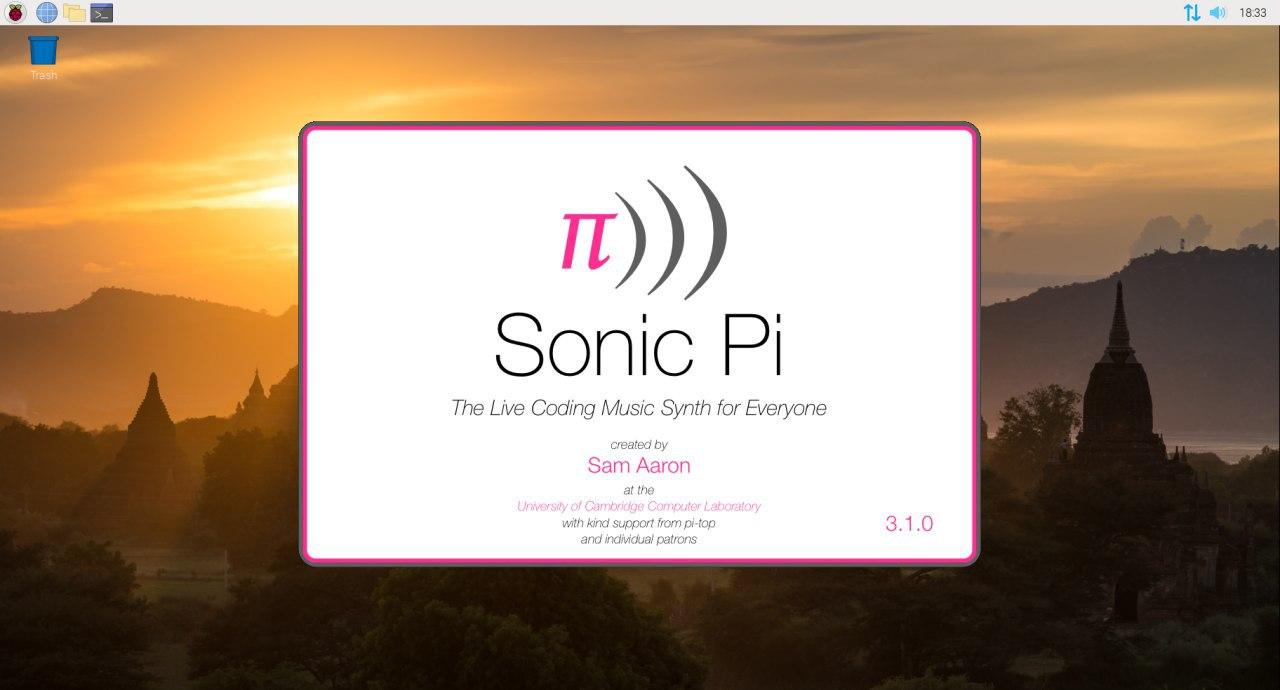 18:33
Trash
π
Sonic Pi
The Live Coding Music Synth for Everyone
created by
Sam Aaron
at the
University of Cambridge Computer Laboratory
with kind support from pi-top
and individual patrons
3.1.0